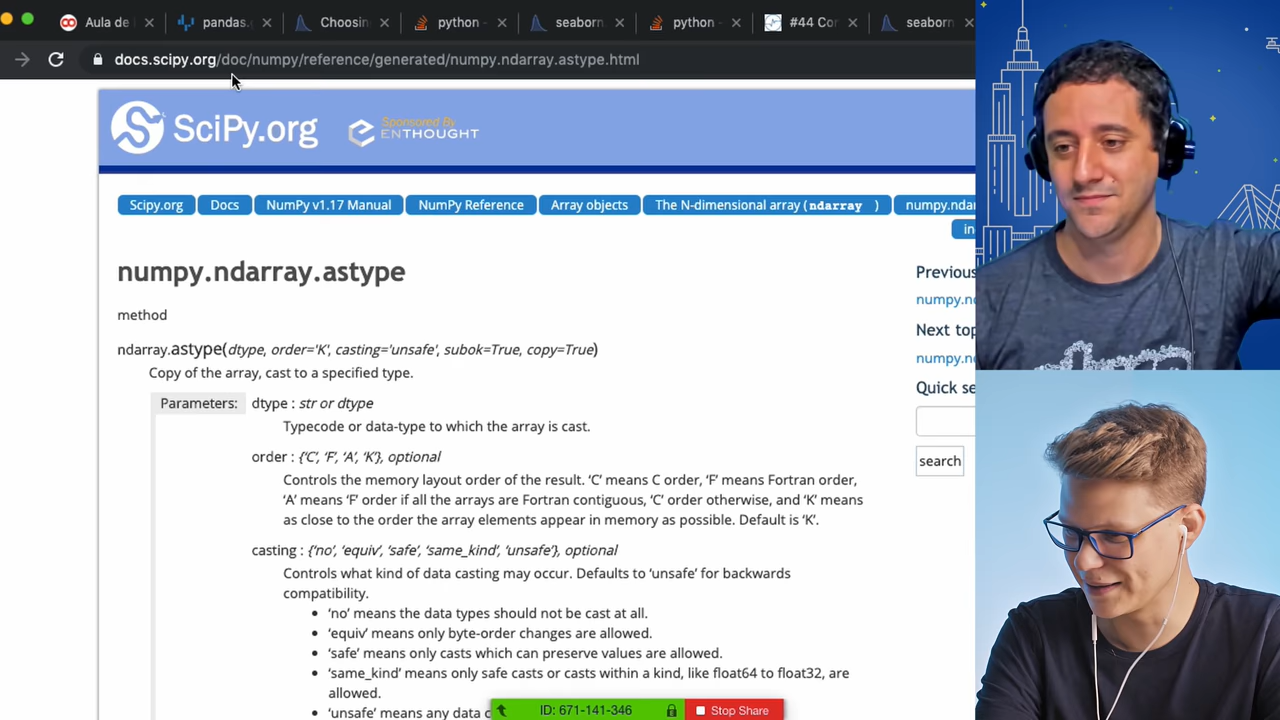 Aula de
pandas.
Choosin
python -
seaborn
python -
#44 Cor
seaborn
docs.scipy.org/doc/numpy/reference/generated/numpy.ndarray.astype.html
SciPy.org
Sponsored By
ENTHOUGHT
Scipy.org
Docs
NumPy v1.17 Manual
NumPy Reference
Array objects
The N-dimensional array (ndarray )
numpy.ndar
in
numpy.ndarray.astype
method
ndarray.astype(dtype, order='K', casting='unsafe', subok=True, copy=True)
Copy of the array, cast to a specified type.
Parameters:
dtype : str or dtype
Typecode or data-type to which the array is cast.
order : {‘C’, ‘F’, ‘A’, ‘K’}, optional
Controls the memory layout order of the result. ‘C’ means C order, ‘F’ means Fortran order,
‘A’ means ‘F’ order if all the arrays are Fortran contiguous, ‘C’ order otherwise, and ‘K’ means
as close to the order the array elements appear in memory as possible. Default is ‘K’.
casting : {‘no’, ‘equiv’, ‘safe’, ‘same_kind’, ‘unsafe’}, optional
Controls what kind of data casting may occur. Defaults to ‘unsafe’ for backwards
compatibility.
• ‘no’ means the data types should not be cast at all.
• ‘equiv’ means only byte-order changes are allowed.
• ‘safe’ means only casts which can preserve values are allowed.
• ‘same_kind’ means only safe casts or casts within a kind, like float64 to float32, are
allowed.
• ‘unsafe’ means any data c
Previous
numpy.n
Next top
numpy.n
Quick se
search
ID: 671-141-346
Stop Share